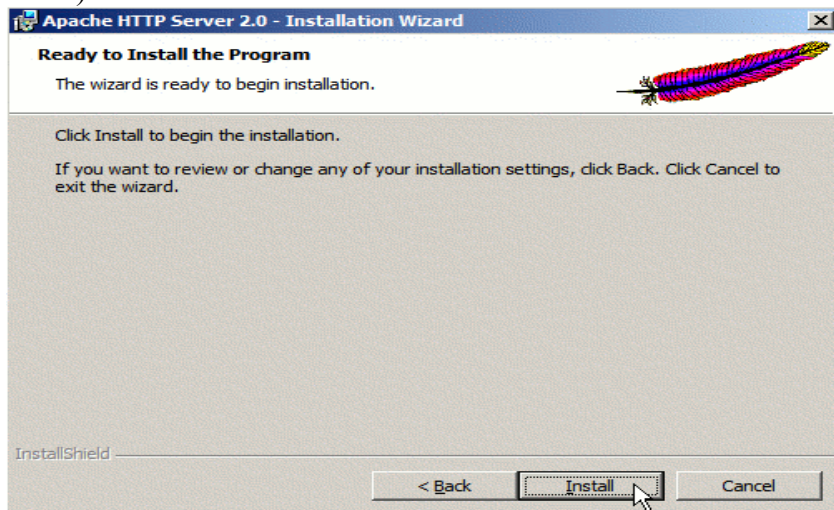 Apache HTTP Server 2.0 - Installation Wizard
Ready to Install the Program
The wizard is ready to begin installation.
Click Install to begin the installation.
If you want to review or change any of your installation settings, click Back. Click Cancel to
exit the wizard.
InstallShield
< Back Install Cancel